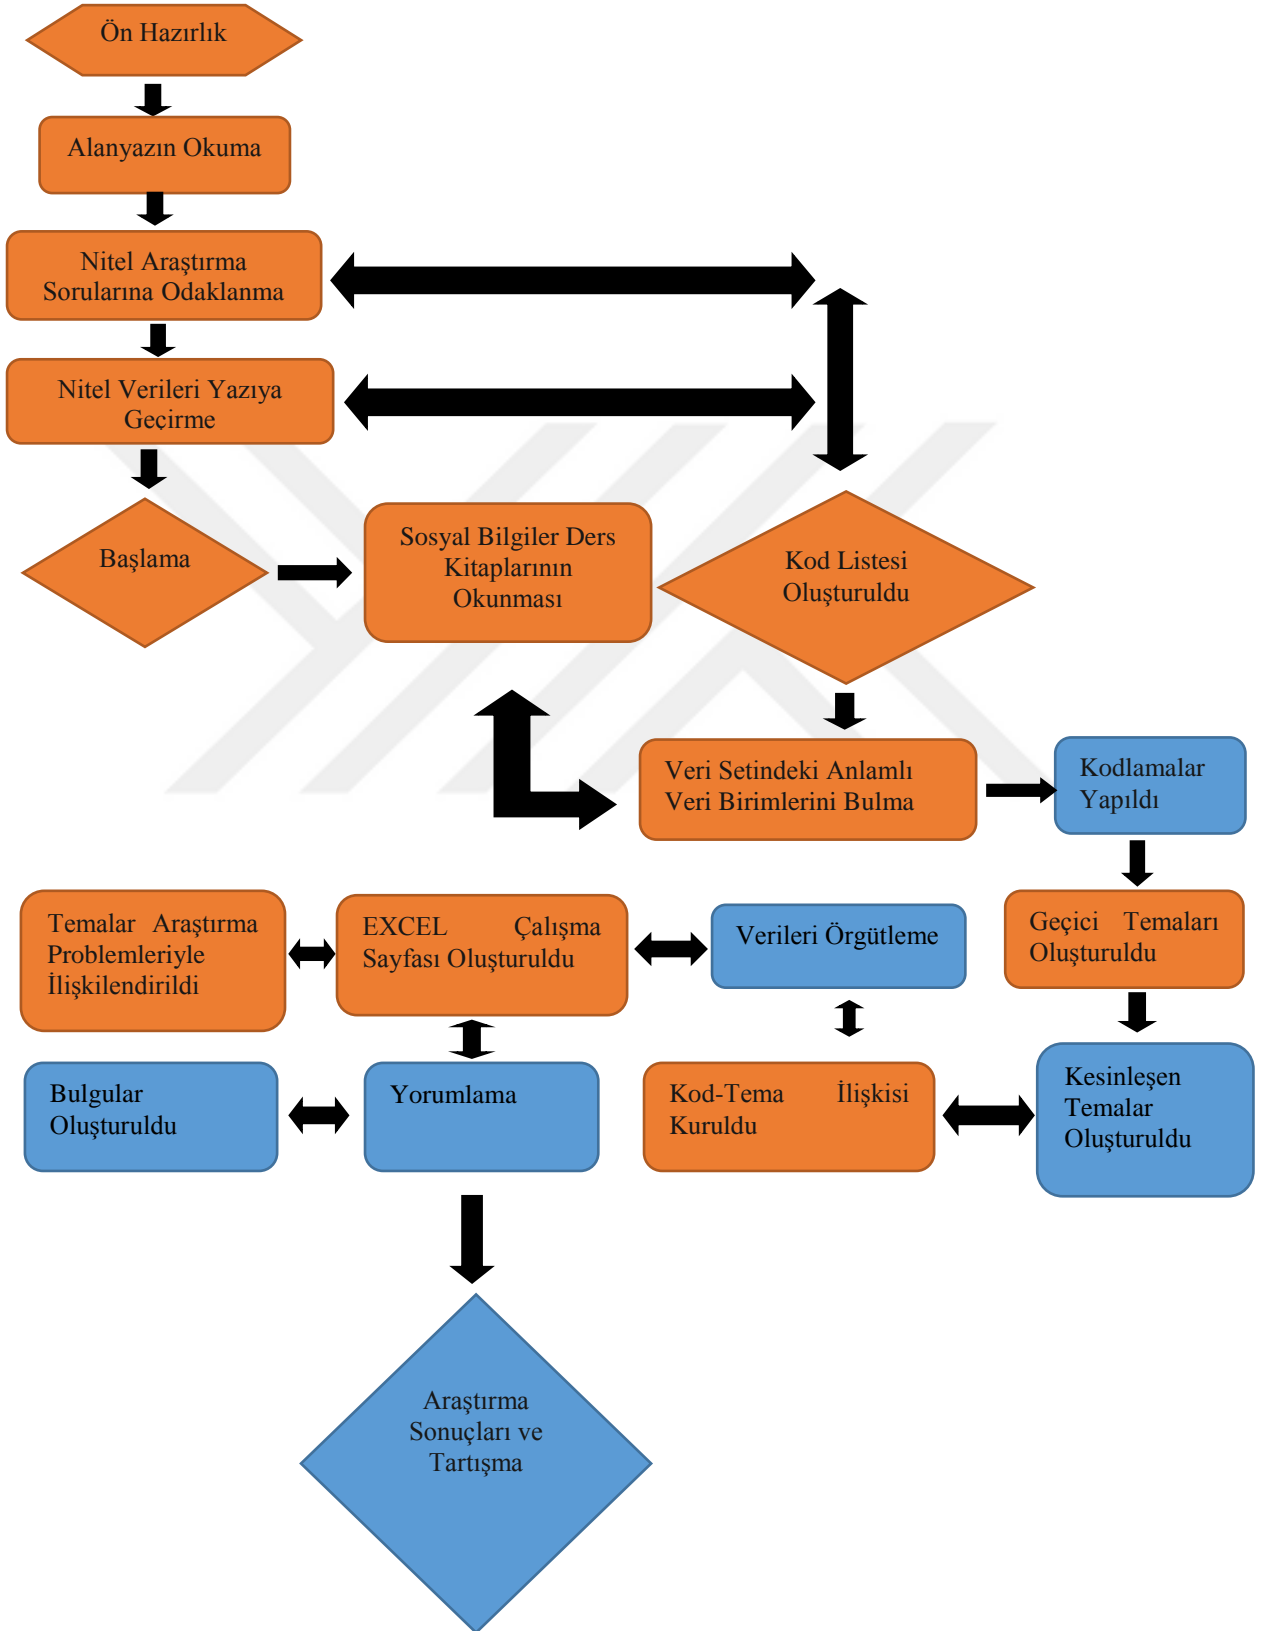 Ön Hazırlık
Alanyazın Okuma
Nitel Araştırma
Sorularına Odaklanma
Nitel Verileri Yazıya
Geçirme
Başlama
Sosyal Bilgiler Ders
Kitaplarının
Okunması
Kod Listesi
Oluşturuldu
Veri Setindeki Anlamlı
Veri Birimlerini Bulma
Kodlamalar
Yapıldı
Temalar Araştırma
Problemleriyle
İlişkilendirildi
EXCEL Çalışma
Sayfası Oluşturuldu
Verileri Örgütleme
Geçici Temaları
Oluşturuldu
Bulgular
Oluşturuldu
Yorumlama
Kod-Tema İlişkisi
Kuruldu
Kesinleşen
Temalar
Oluşturuldu
Araştırma
Sonuçları ve
Tartışma